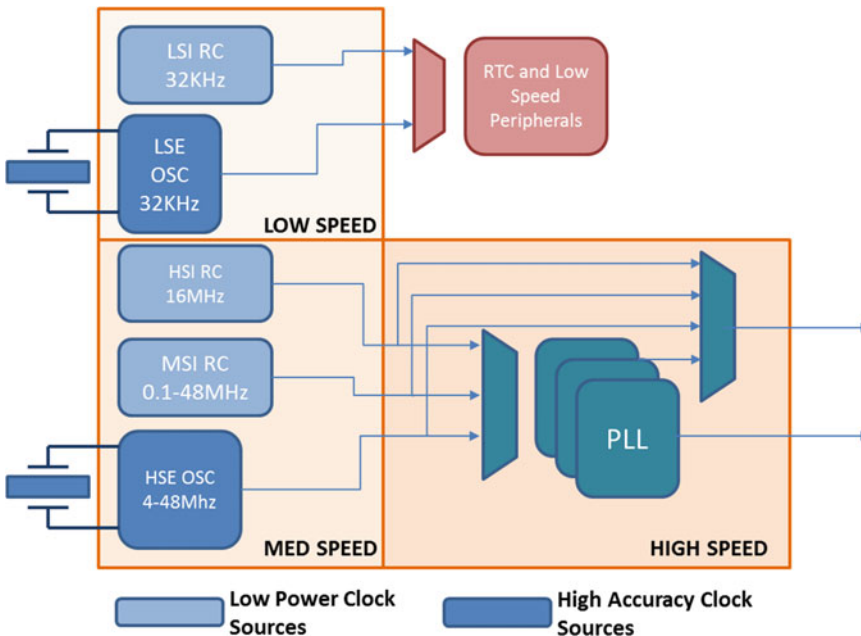 LSI RC
32KHz
RTC and Low
Speed
Peripherals
LSE
OSC
32KHz
LOW SPEED
HSI RC
16MHz
MSI RC
0.1-48MHz
PLL
HSE OSC
4-48Mhz
MED SPEED
HIGH SPEED
Low Power Clock
Sources
High Accuracy Clock
Sources